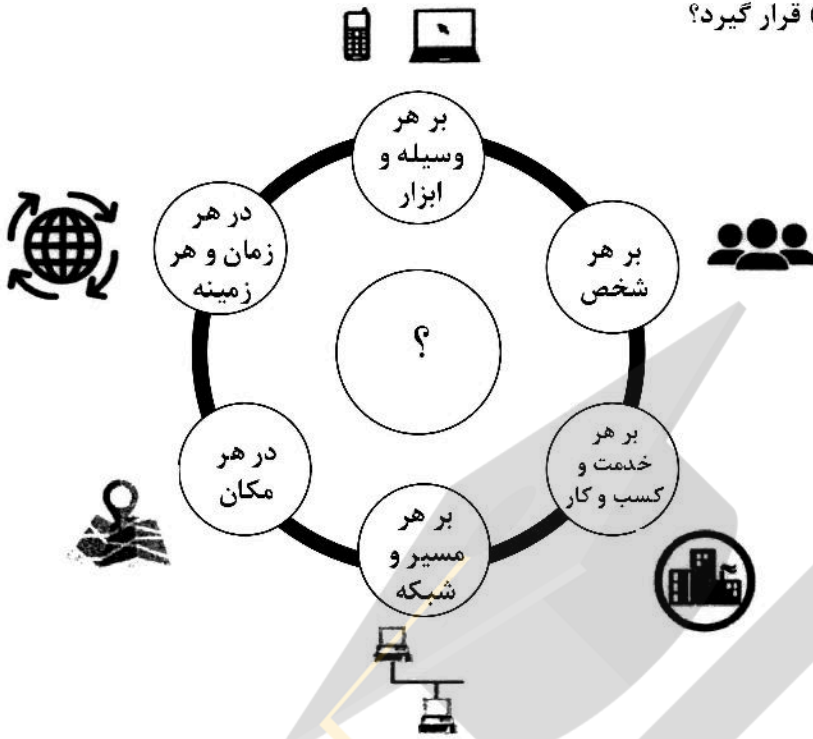 قرار گیرد؟
بر هر
وسیله و
ابزار
بر هر
شخص
بر هر
خدمت و
کسب و کار
بر هر
مسیر و
شبکه
در هر
مکان
در هر
زمان و هر
زمینه
؟